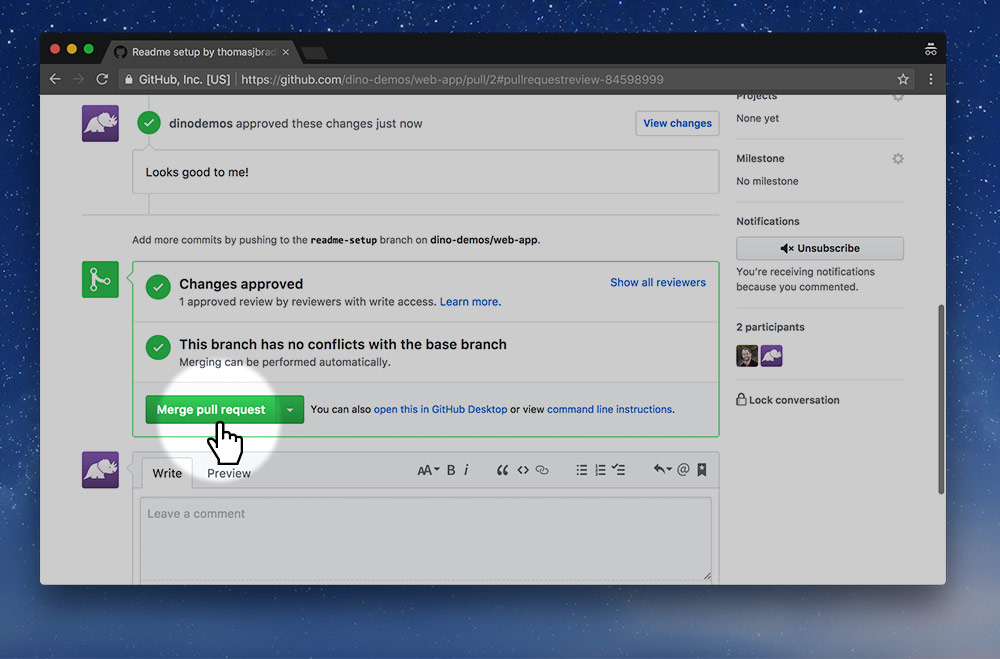 Readme setup by thomasjbrad
GitHub, Inc. [US] https://github.com/dino-demos/web-app/pull/2#pullrequestreview-84598999
dinodemos approved these changes just now
View changes
Looks good to me!
Add more commits by pushing to the readme-setup branch on dino-demos/web-app.
Changes approved
1 approved review by reviewers with write access. Learn more.
Show all reviewers
This branch has no conflicts with the base branch
Merging can be performed automatically.
Merge pull request
You can also open this in GitHub Desktop or view command line instructions.
Write
Preview
AA B i
Leave a comment
Projects
None yet
Milestone
No milestone
Notifications
Unsubscribe
You’re receiving notifications
because you commented.
2 participants
Lock conversation